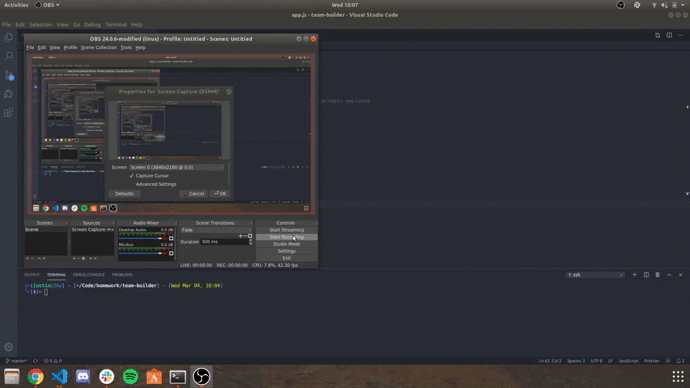 Activities
OBS
Wed 10:07
app.js - team-builder - Visual Studio Code
File Edit Selection View Go Debug Terminal Help
OBS 24.0.6-modified (linux) - Profile: Untitled - Scenes: Untitled
File Edit View Profile Scene Collection Tools Help
Properties for 'Screen Capture (XSHM)'
prompts employee
Screen Screen 0 (3840x2160 @ 0,0)
Capture Cursor
Advanced Settings
Defaults Cancel OK
Scenes Sources Audio Mixer Scene Transitions Controls
Scene Screen Capture Desktop Audio 0.0 dB Fade Start Streaming
Mic/Aux 0.0 dB Duration 300 ms Start Recording
Studio Mode
Settings
Exit
LIVE: 00:00:00 REC: 00:00:00 CPU: 7.8%, 42.30 fps
OUTPUT TERMINAL DEBUG CONSOLE PROBLEMS 1: zsh
[~/Code/homework/team-builder] - [Wed Mar 04, 10:04]
[$]>
master* 0 0 Ln 62, Col 2 Spaces: 2 UTF-8 LF JavaScript Prettier 2